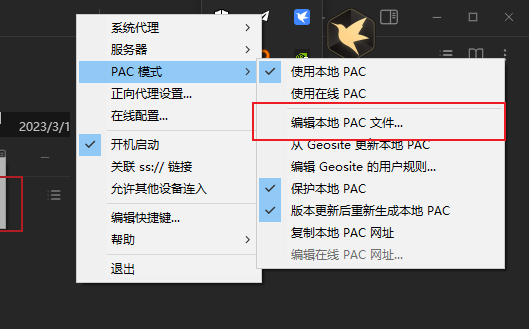 系统代理
服务器
PAC 模式
正向代理设置...
在线配置...
开机启动
关联 ss:// 链接
允许其他设备连入
编辑快捷键...
帮助
退出
使用本地 PAC
使用在线 PAC
编辑本地 PAC 文件...
从 Geosite 更新本地 PAC
编辑 Geosite 的用户规则...
保护本地 PAC
版本更新后重新生成本地 PAC
复制本地 PAC 网址
编辑在线 PAC 网址...
2023/3/1